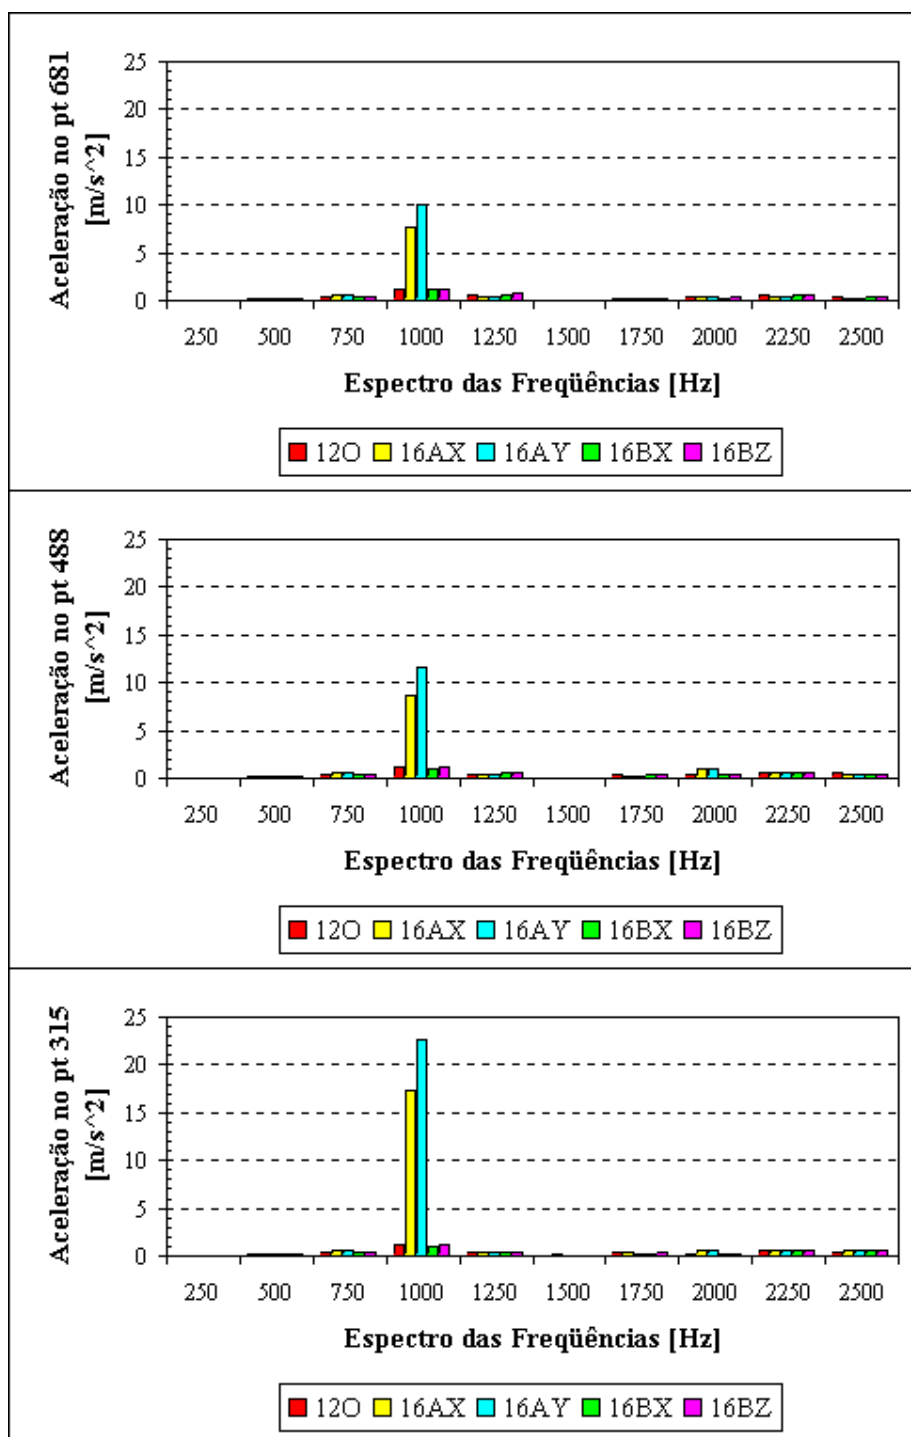 Aceleração no pt 681
[m/s^2]
25
20
15
10
5
0
250 500 750 1000 1250 1500 1750 2000 2250 2500
Espectro das Freqüências [Hz]
12O 16AX 16AY 16BX 16BZ
Aceleração no pt 488
[m/s^2]
25
20
15
10
5
0
250 500 750 1000 1250 1500 1750 2000 2250 2500
Espectro das Freqüências [Hz]
12O 16AX 16AY 16BX 16BZ
Aceleração no pt 315
[m/s^2]
25
20
15
10
5
0
250 500 750 1000 1250 1500 1750 2000 2250 2500
Espectro das Freqüências [Hz]
12O 16AX 16AY 16BX 16BZ